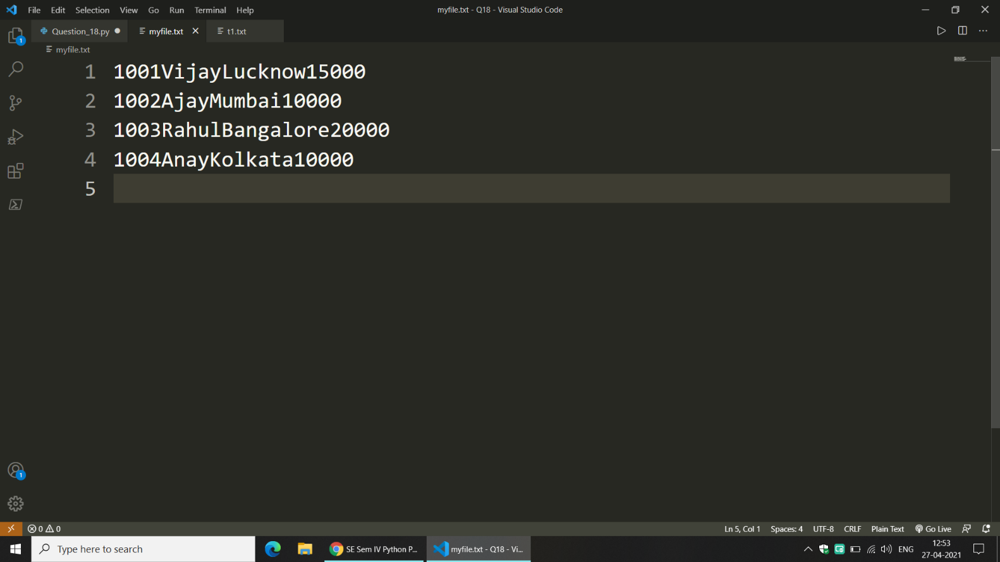 File Edit Selection View Go Run Terminal Help
myfile.txt - Q18 - Visual Studio Code
Question_18.py
myfile.txt
t1.txt
myfile.txt
1 1001VijayLucknow15000
2 1002AjayMumbai10000
3 1003RahulBangalore20000
4 1004AnayKolkata10000
5
1
1
0 0
Ln 5, Col 1 Spaces: 4 UTF-8 CRLF Plain Text Go Live
Type here to search
SE Sem IV Python P...
myfile.txt - Q18 - Vi...
ENG
12:53
27-04-2021